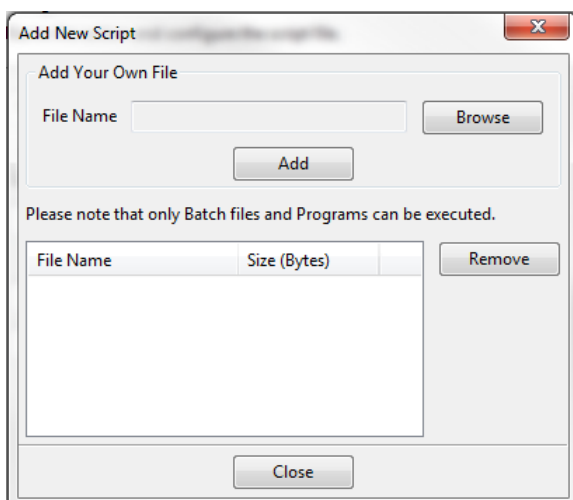 Add New Script
Add Your Own File
File Name Browse
Add
Please note that only Batch files and Programs can be executed.
File Name Size (Bytes) Remove
Close